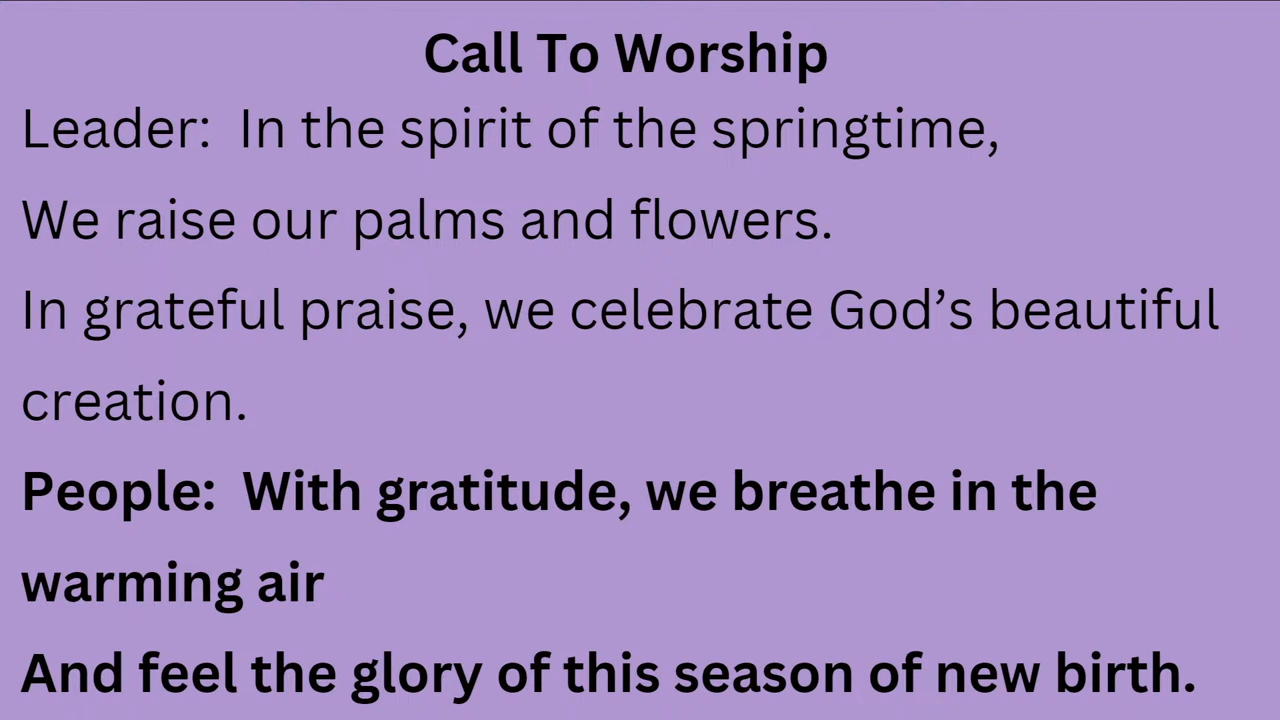 Call To Worship
Leader:  In the spirit of the springtime,
We raise our palms and flowers.
In grateful praise, we celebrate God’s beautiful
creation.
People:  With gratitude, we breathe in the
warming air
And feel the glory of this season of new birth.